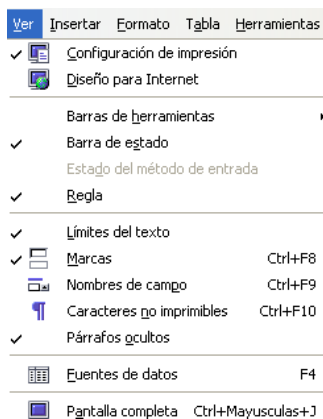 Ver Insertar Formato Tabla Herramientas
Configuración de impresión
Diseño para Internet
Barras de herramientas
Barra de estado
Estado del método de entrada
Regla
Límites del texto
Marcas Ctrl+F8
Nombres de campo Ctrl+F9
Caracteres no imprimibles Ctrl+F10
Párrafos ocultos
Fuentes de datos F4
Pantalla completa Ctrl+Mayusculas+J